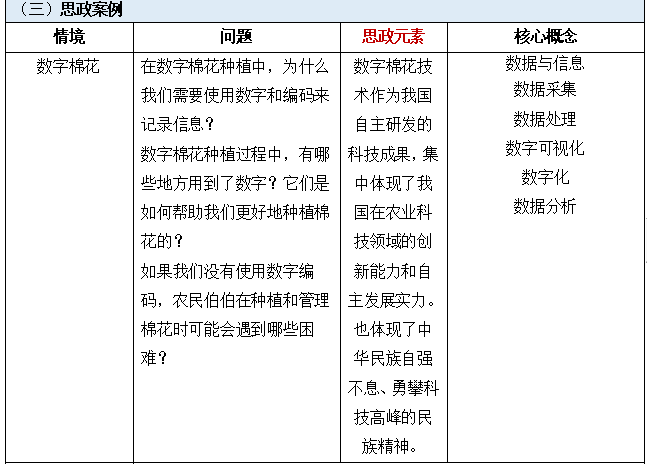 （三）思政案例
情境
问题
思政元素
核心概念
数字棉花
在数字棉花种植中，为什么
我们需要使用数字和编码来
记录信息？
数字棉花种植过程中，有哪
些地方用到了数字？它们是
如何帮助我们更好地种植棉
花的？
如果我们没有使用数字编
码，农民伯伯在种植和管理
棉花时可能会遇到哪些困
难？
数字棉花技
术作为我国
自主研发的
科技成果，集
中体现了我
国在农业科
技领域的创
新能力和自
主发展实力。
也体现了中
华民族自强
不息、勇攀科
技高峰的民
族精神。
数据与信息
数据采集
数据处理
数字可视化
数字化
数据分析